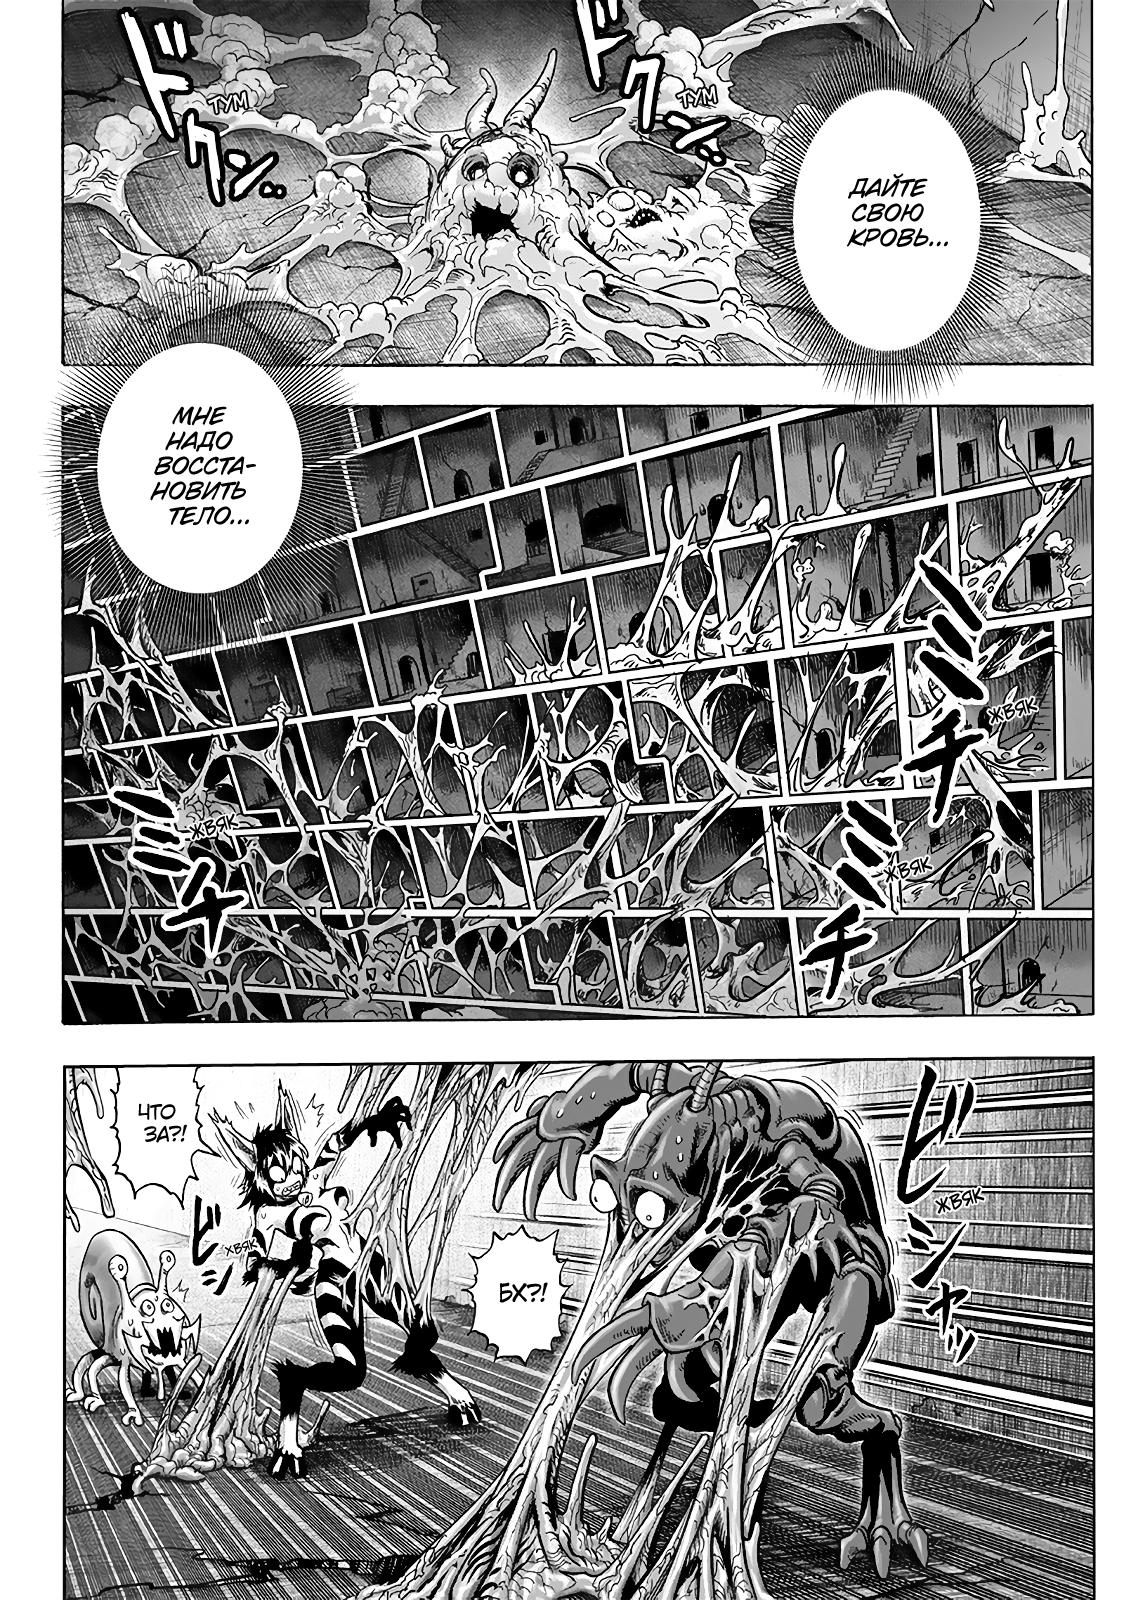 ドクン..
ТУМ
ドクン..
ТУМ
ДАЙТЕ
СВОЮ
КРОВЬ...
МНЕ
НАДО
ВОССТА-
НОВИТЬ
ТЕЛО...
ミチ
ЖВЯК
ミチ
ЖВЯК
ミチ
ЖВЯК
ЧТО
ЗА?!
ビシ
ЖВЯК
БХ?!
ビシャッ
ЖВЯК